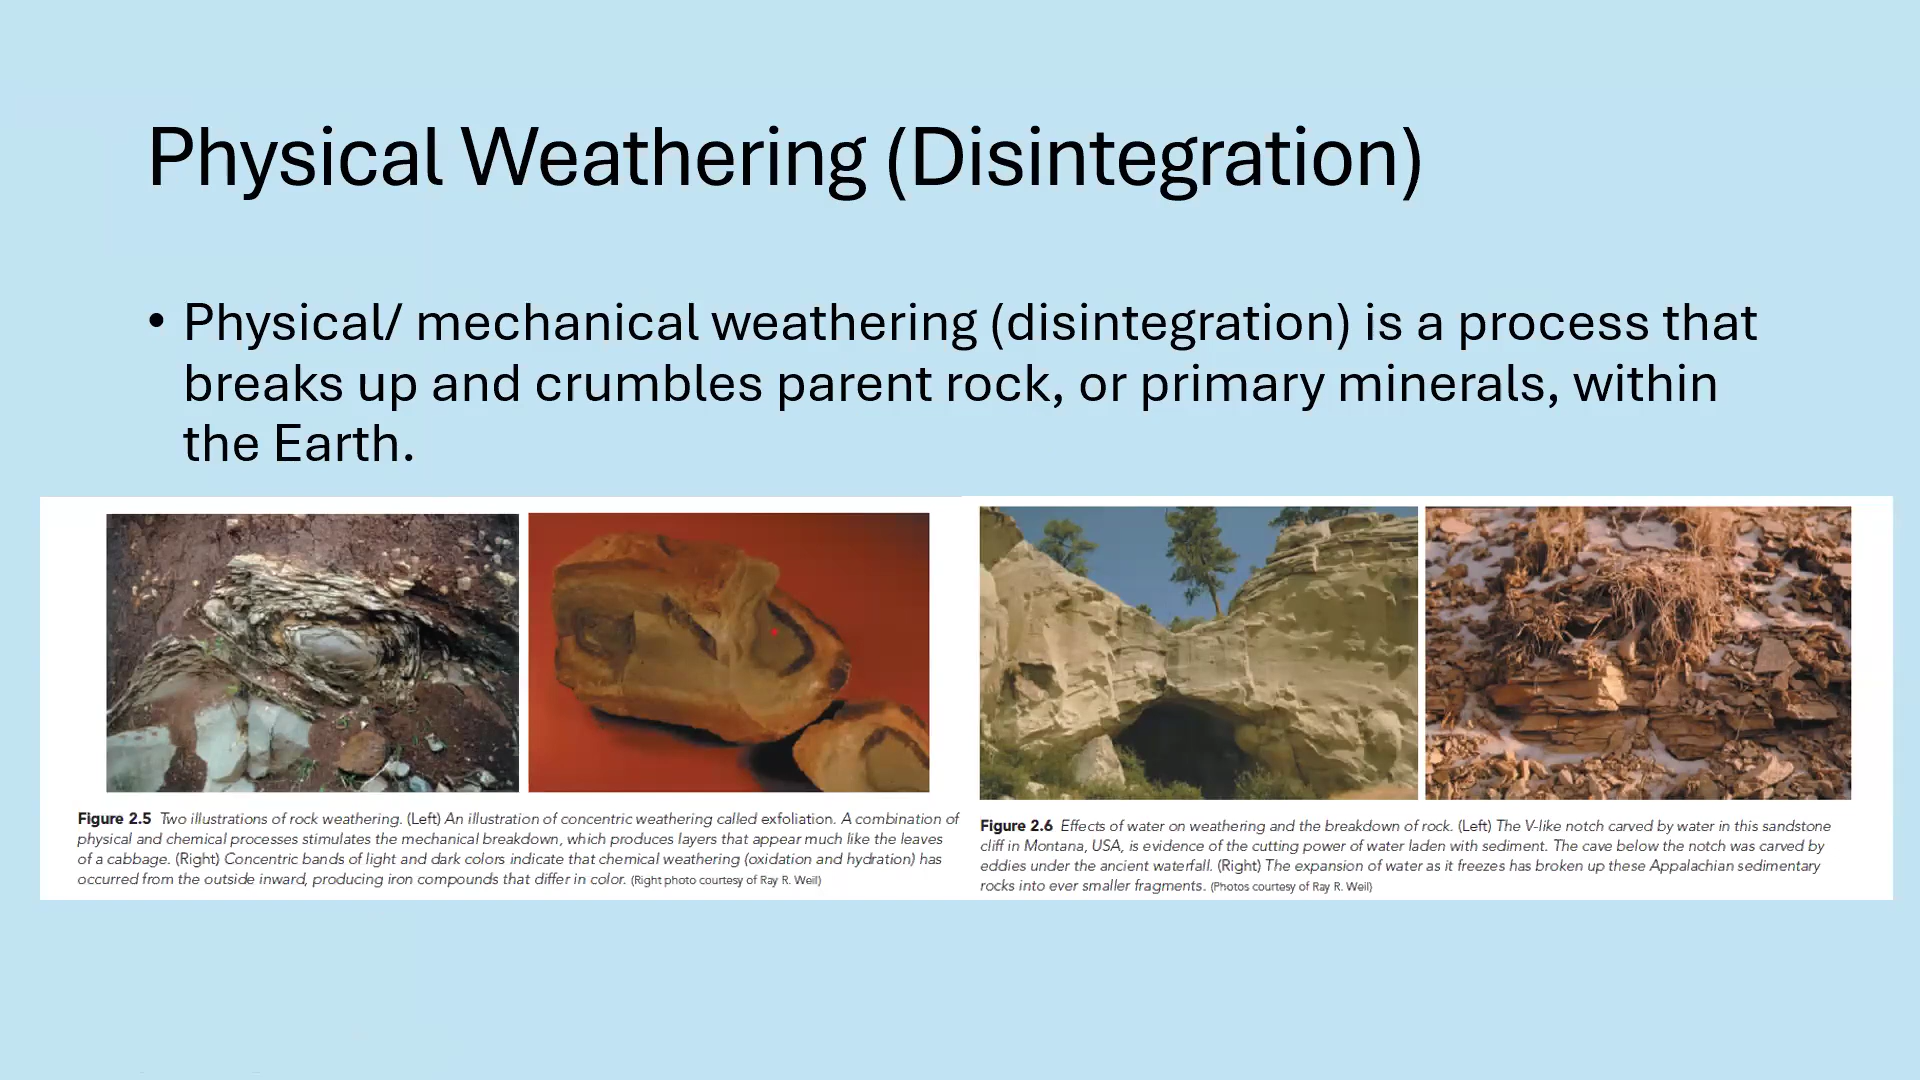 Physical Weathering (Disintegration)
• Physical/ mechanical weathering (disintegration) is a process that
breaks up and crumbles parent rock, or primary minerals, within
the Earth.
Figure 2.5 Two illustrations of rock weathering. (Left) An illustration of concentric weathering called exfoliation. A combination of
physical and chemical processes stimulates the mechanical breakdown, which produces layers that appear much like the leaves
of a cabbage. (Right) Concentric bands of light and dark colors indicate that chemical weathering (oxidation and hydration) has
occurred from the outside inward, producing iron compounds that differ in color. (Right photo courtesy of Ray R. Weil)
Figure 2.6 Effects of water on weathering and the breakdown of rock. (Left) The V-like notch carved by water in this sandstone
cliff in Montana, USA, is evidence of the cutting power of water laden with sediment. The cave below the notch was carved by
eddies under the ancient waterfall. (Right) The expansion of water as it freezes has broken up these Appalachian sedimentary
rocks into ever smaller fragments. (Photos courtesy of Ray R. Weil)